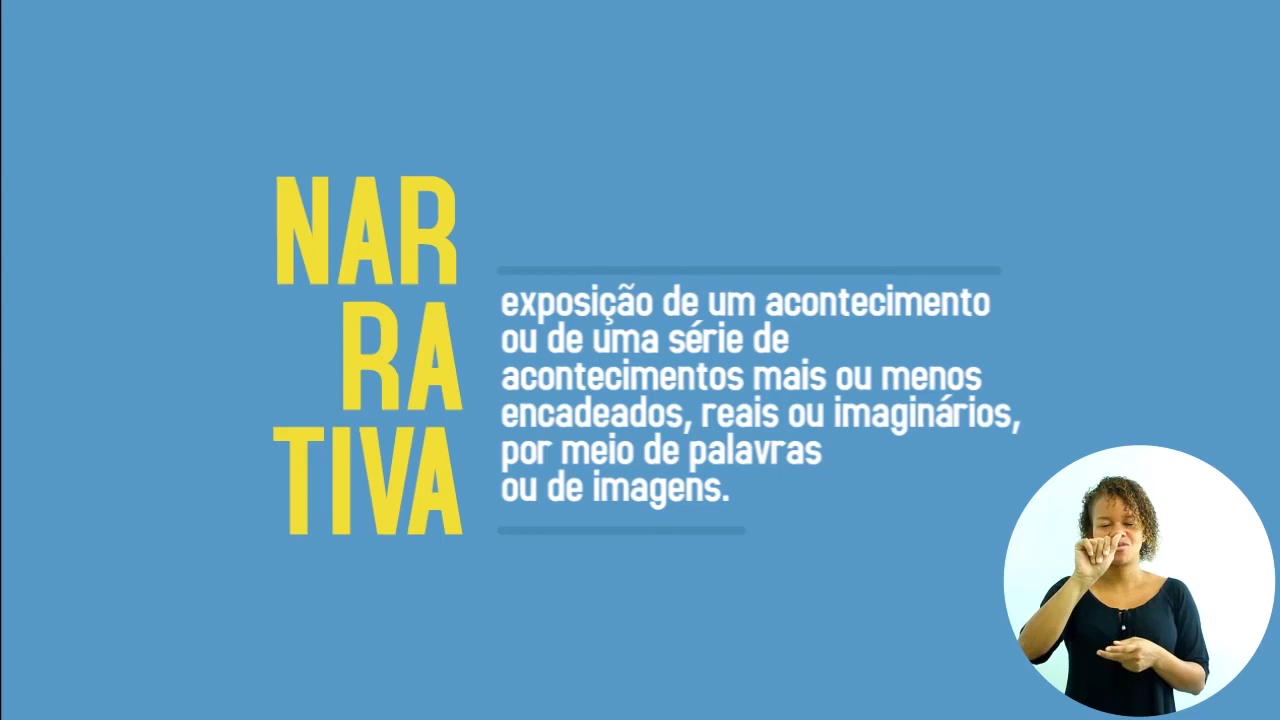 NAR
RA
TIVA
exposição de um acontecimento
ou de uma série de
acontecimentos mais ou menos
encadeados, reais ou imaginários,
por meio de palavras
ou de imagens.